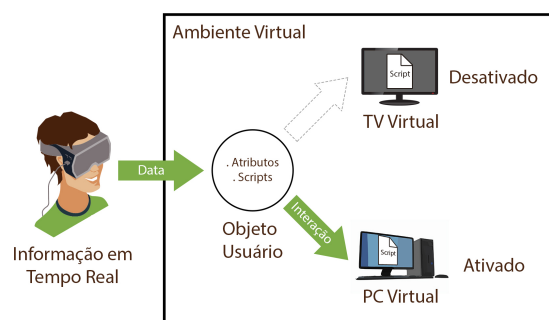 Ambiente Virtual
Script
Desativado
TV Virtual
Data
. Atributos
. Scripts
Objeto
Usuário
Interação
Informação em
Tempo Real
Script
Ativado
PC Virtual